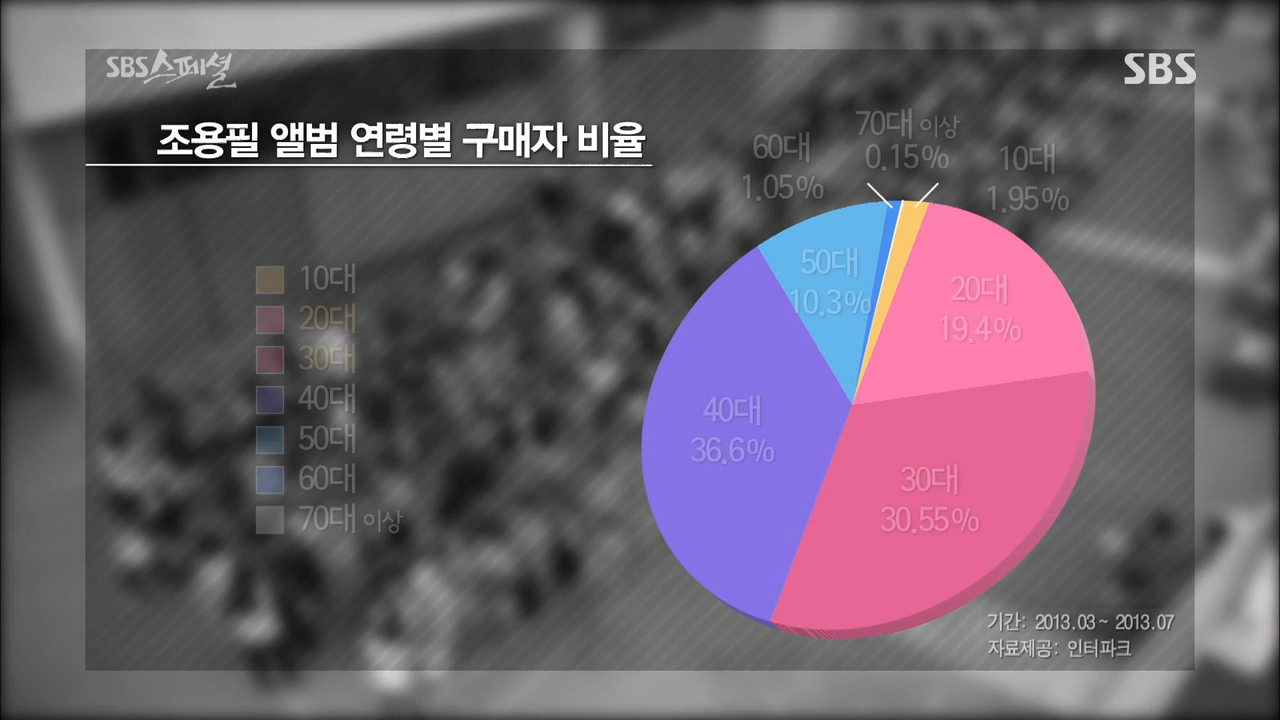 SBS스페셜
SBS
조용필 앨범 연령별 구매자 비율
10대
20대
30대
40대
50대
60대
70대 이상
60대
1.05%
70대 이상
0.15%
10대
1.95%
50대
10.3%
20대
19.4%
40대
36.6%
30대
30.55%
기간: 2013.03~ 2013.07
자료제공: 인터파크